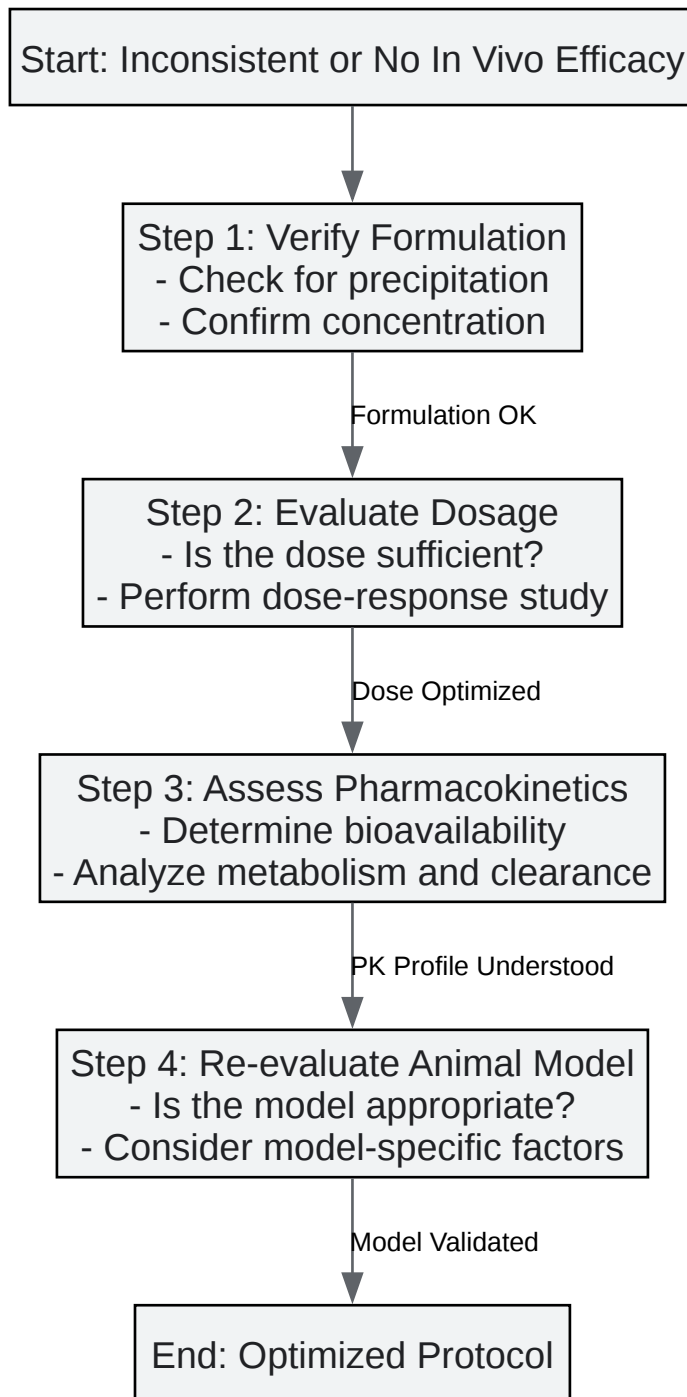 Start: Inconsistent or No In Vivo Efficacy
Step 1: Verify Formulation
- Check for precipitation
- Confirm concentration
Formulation OK
Step 2: Evaluate Dosage
- Is the dose sufficient?
- Perform dose-response study
Dose Optimized
Step 3: Assess Pharmacokinetics
- Determine bioavailability
- Analyze metabolism and clearance
PK Profile Understood
Step 4: Re-evaluate Animal Model
- Is the model appropriate?
- Consider model-specific factors
Model Validated
End: Optimized Protocol